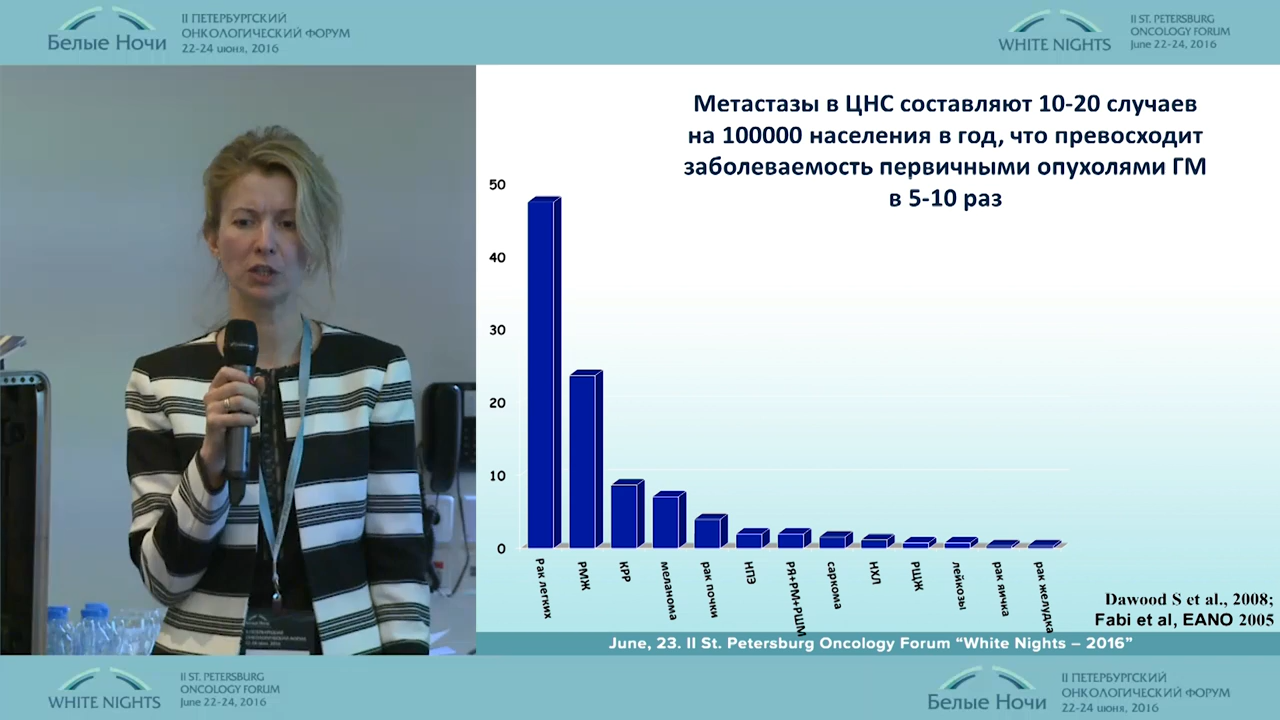 Белые Ночи
II ПЕТЕРБУРГСКИЙ
ОНКОЛОГИЧЕСКИЙ ФОРУМ
22-24 июня, 2016
WHITE NIGHTS
II ST. PETERSBURG
ONCOLOGY FORUM
June 22-24, 2016
Метастазы в ЦНС составляют 10-20 случаев
на 100000 населения в год, что превосходит
заболеваемость первичными опухолями ГМ
в 5-10 раз
50
40
30
20
10
0
Рак легких
РМЖ
КРР
меланома
рак почки
НПЭ
РЯ+РМ+РШМ
саркома
НХЛ
РЩЖ
лейкозы
рак яичка
рак желудка
Dawood S et al., 2008;
Fabi et al, EANO 2005
June, 23. II St. Petersburg Oncology Forum “White Nights – 2016”
WHITE NIGHTS
II ST. PETERSBURG
ONCOLOGY FORUM
June 22-24, 2016
Белые Ночи
II ПЕТЕРБУРГСКИЙ
ОНКОЛОГИЧЕСКИЙ ФОРУМ
22-24 июня, 2016